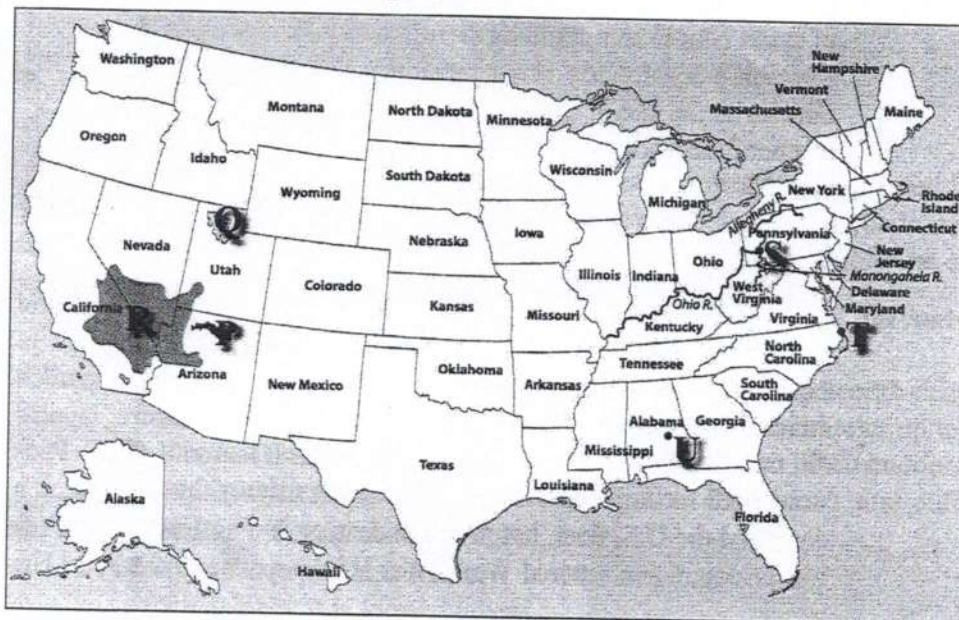 Washington
Oregon
Idaho
Montana
North Dakota
Minnesota
Wisconsin
Michigan
New
Hampshire
Vermont
Massachusetts
Maine
New York
Rhode
Island
Connecticut
Wyoming
South Dakota
Nebraska
Iowa
Illinois
Indiana
Ohio
Allegheny R.
Pennsylvania
S
New
Jersey
Monongahela R.
Delaware
Maryland
Q
Nevada
Utah
Colorado
Kansas
Missouri
Ohio R.
West
Virginia
Virginia
Kentucky
California
R
P
T
Arizona
New Mexico
Oklahoma
Arkansas
Tennessee
North
Carolina
South
Carolina
Texas
Louisiana
Mississippi
Alabama
U
Georgia
Florida
Alaska
Hawaii